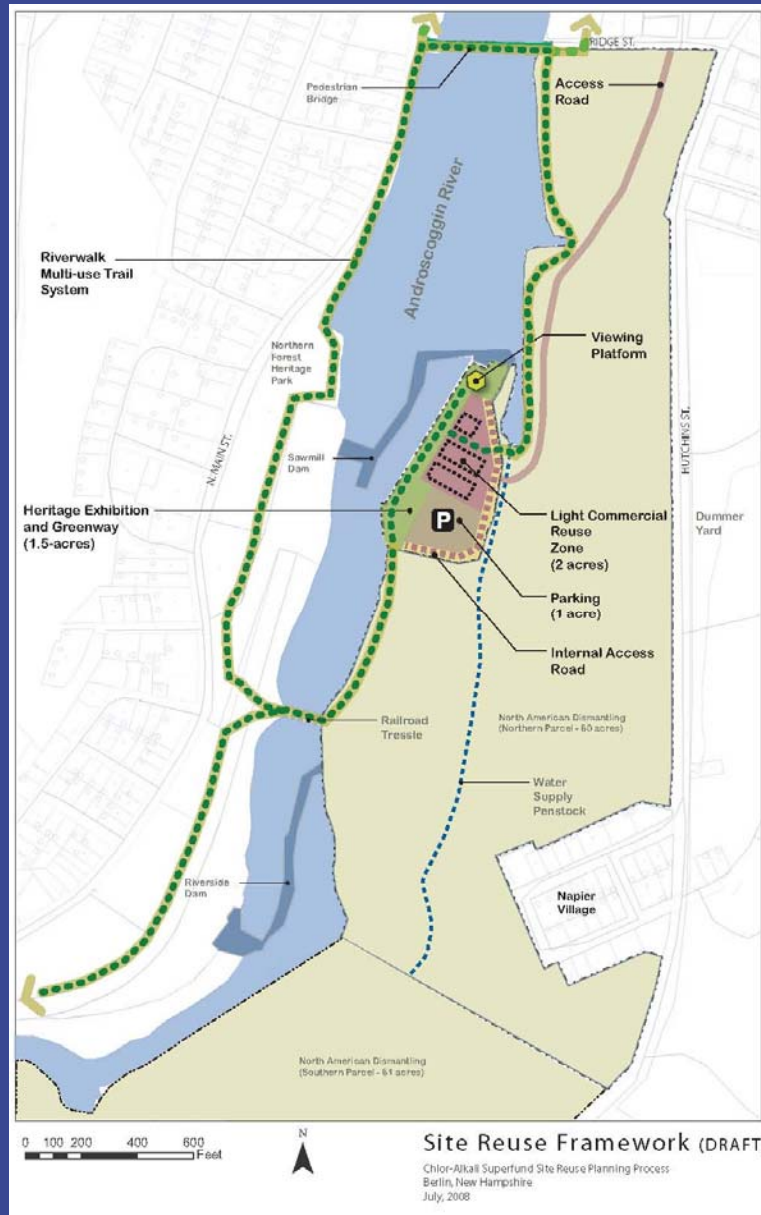 RIDGE ST.
Pedestrian
Bridge
Access
Road
Androscoggin River
Riverwalk
Multi-use Trail
System
Viewing
Platform
Northern
Forest
Heritage
Park
N. MAIN ST.
Sawmill
Dam
HUTCHINS ST.
Heritage Exhibition
and Greenway
(1.5-acres)
P
Light Commercial
Reuse
Zone
(2 acres)
Dummer
Yard
Parking
(1 acre)
Internal Access
Road
Railroad
Tressle
North American Dismantling
(Northern Parcel - 60 acres)
Water
Supply
Penstock
Riverside
Dam
Napier
Village
North American Dismantling
(Southern Parcel - 61 acres)
0 100 200 400 600
Feet
N
Site Reuse Framework (DRAFT
Chlor-Alkali Superfund Site Reuse Planning Process
Berlin, New Hampshire
July, 2008